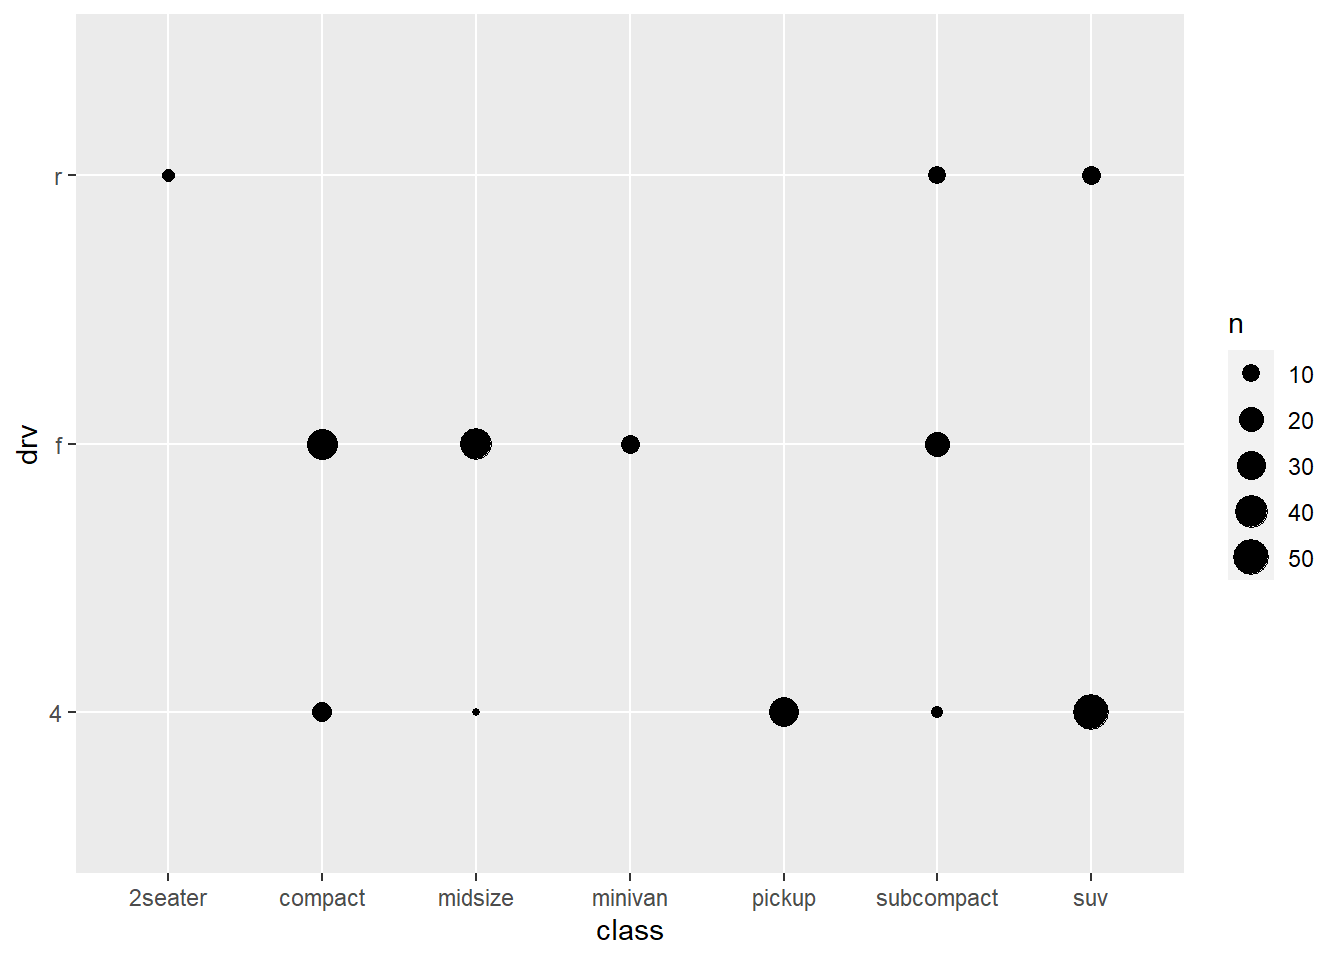 r
f
4
drv
2seater compact midsize minivan pickup subcompact suv
class
n
10
20
30
40
50